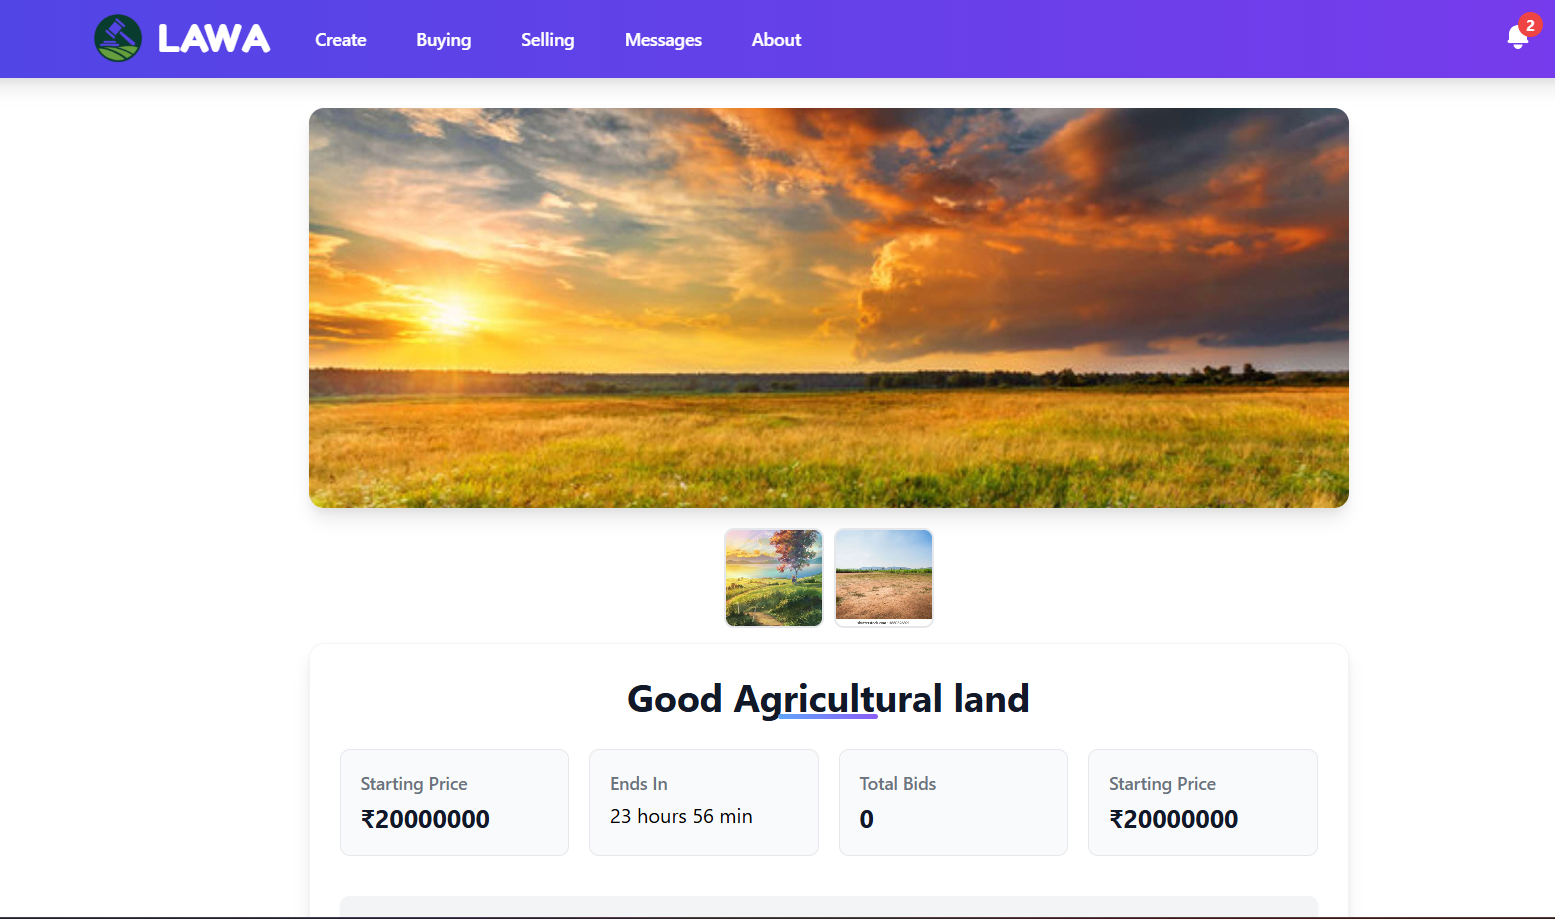 LAWA
Create
Buying
Selling
Messages
About
2
Good Agricultural land
Starting Price
₹20000000
Ends In
23 hours 56 min
Total Bids
0
Starting Price
₹20000000